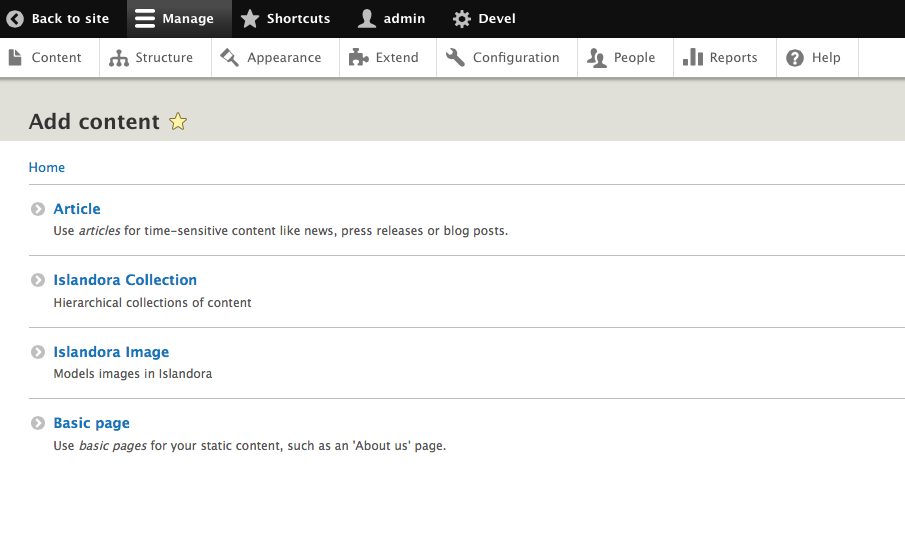 Back to site Manage Shortcuts admin Devel
Content Structure Appearance Extend Configuration People Reports Help
Add content
Home
Article
Use articles for time-sensitive content like news, press releases or blog posts.
Islandora Collection
Hierarchical collections of content
Islandora Image
Models images in Islandora
Basic page
Use basic pages for your static content, such as an 'About us' page.